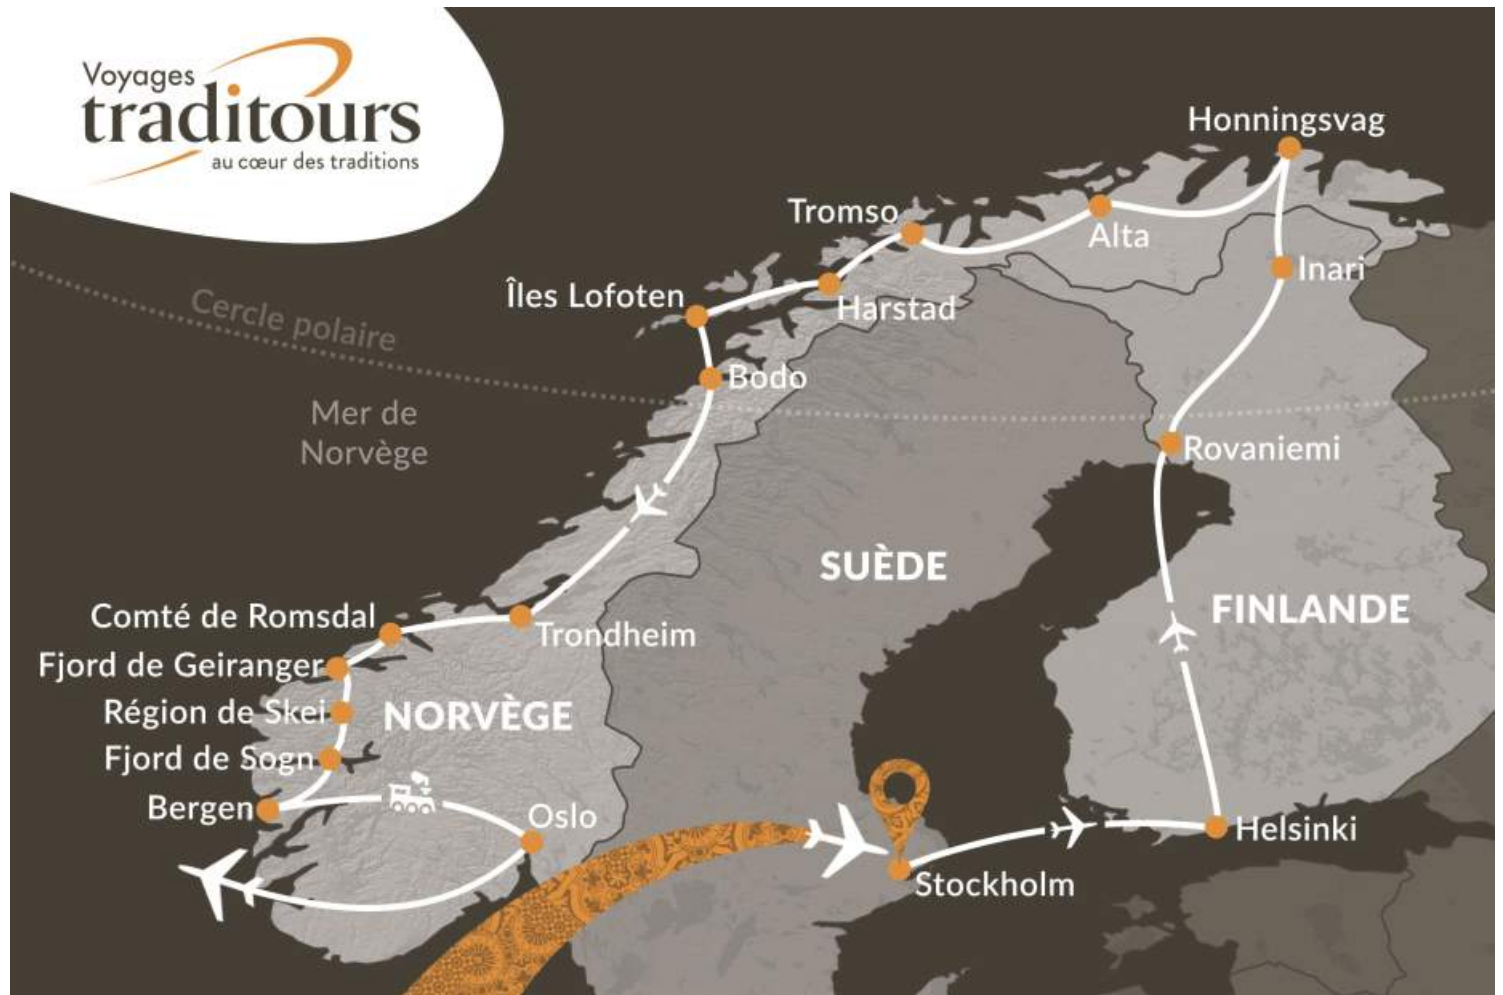 Voyages
traditours
au cœur des traditions
Honningsvag
Tromso
Alta
Inari
Îles Lofoten
Harstad
Cercle polaire
Bodo
Mer de
Norvège
Rovaniemi
SUÈDE
FINLANDE
Comté de Romsdal
Trondheim
Fjord de Geiranger
Région de Skei
NORVÈGE
Fjord de Sogn
Bergen
Oslo
Helsinki
Stockholm